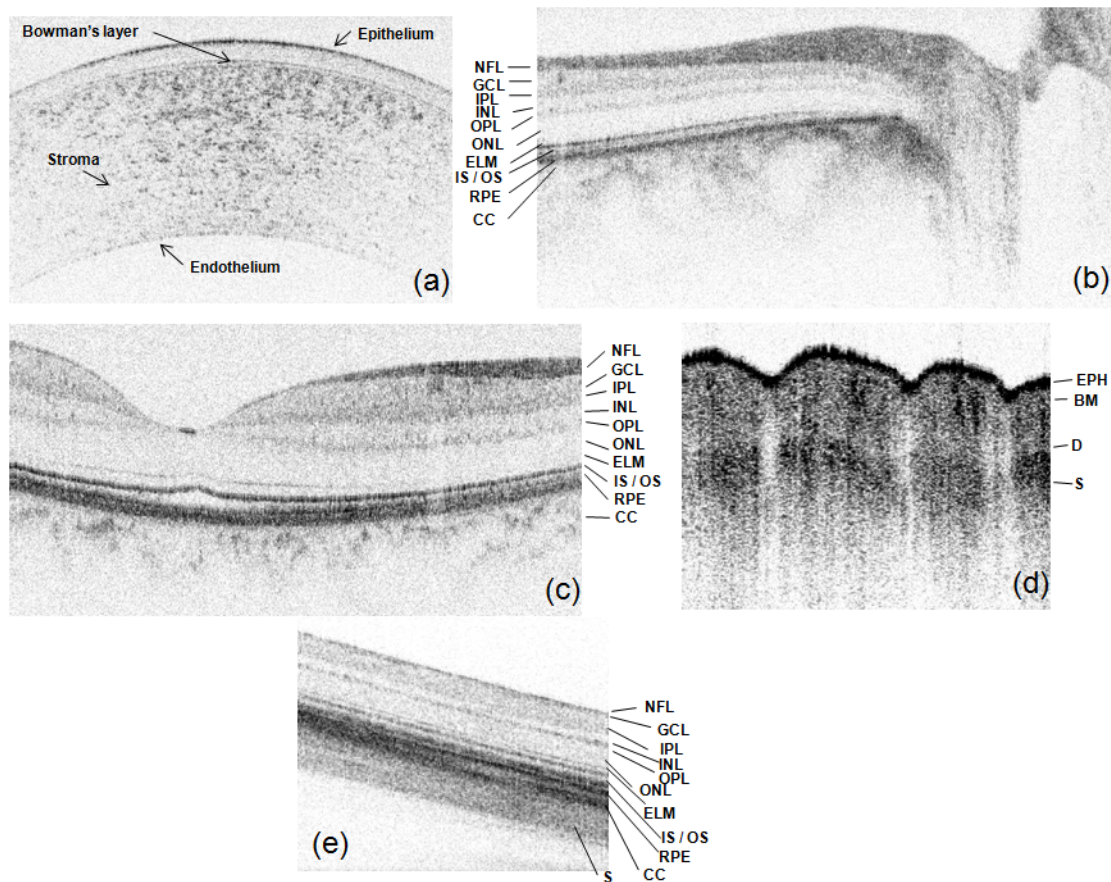 Bowman's layer
Epithelium
Stroma
Endothelium
(a)
NFL
GCL
IPL
INL
OPL
ONL
ELM
IS / OS
RPE
CC
(b)
NFL
GCL
IPL
INL
OPL
ONL
ELM
IS / OS
RPE
CC
(c)
EPH
BM
D
S
(d)
NFL
GCL
IPL
INL
OPL
ONL
ELM
IS / OS
RPE
CC
S
(e)